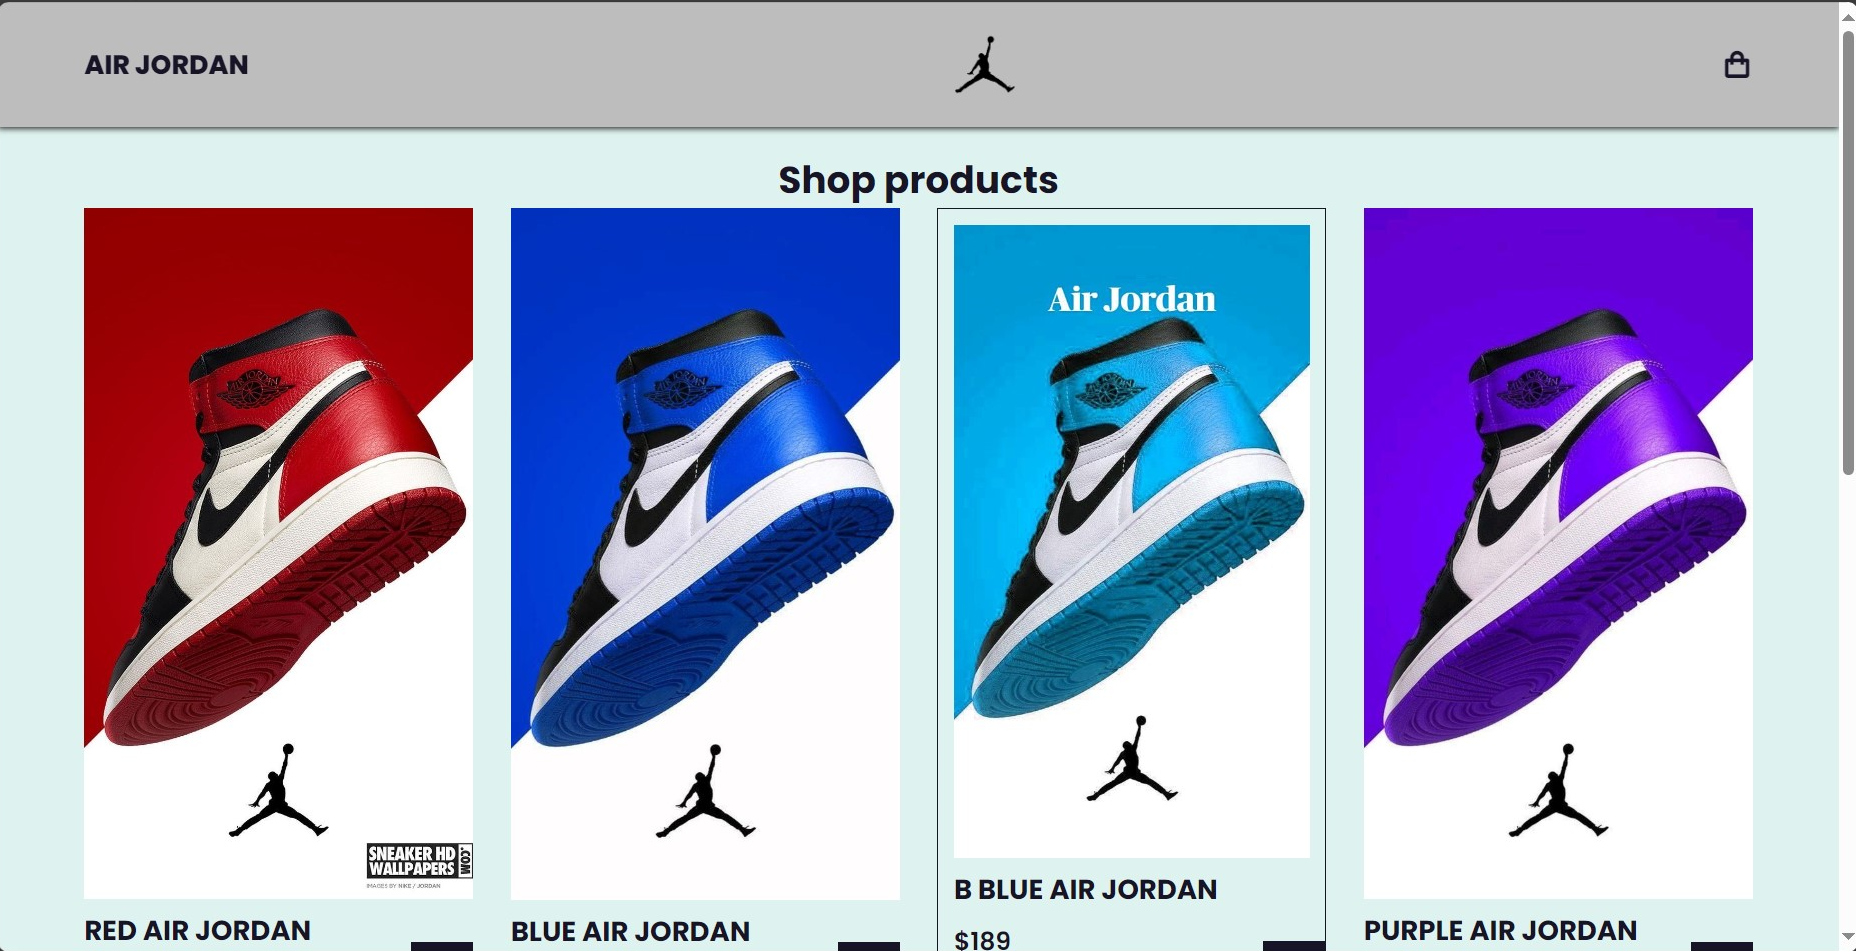 AIR JORDAN
Shop products
Air Jordan
SNEAKER HD
WALLPAPERS
.COM
IMAGES BY NIKE / JORDAN
RED AIR JORDAN
BLUE AIR JORDAN
B BLUE AIR JORDAN
$189
PURPLE AIR JORDAN